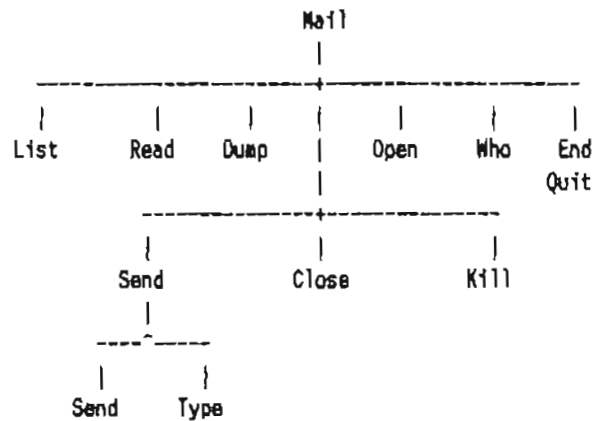 Mail
List Read Dump Open Who End
Quit
Send Close Kill
Send Type